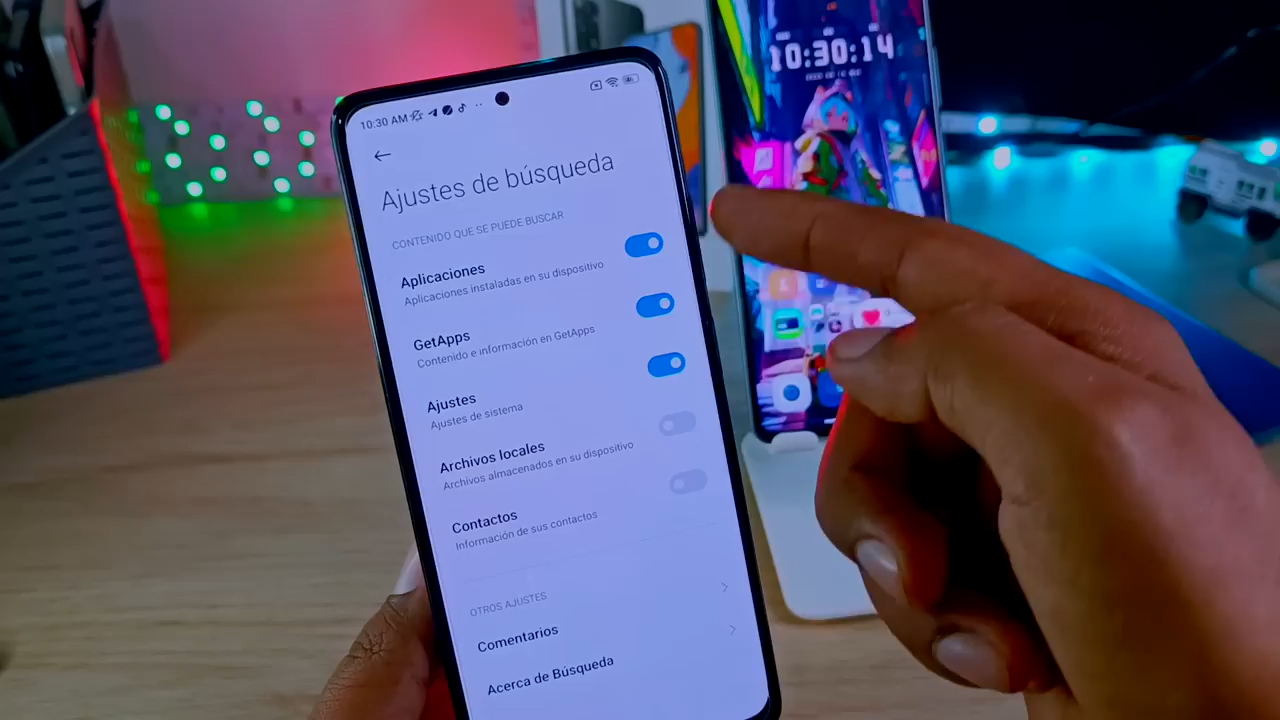 10:30 AM
Ajustes de búsqueda
CONTENIDO QUE SE PUEDE BUSCAR
Aplicaciones
Aplicaciones instaladas en su dispositivo
GetApps
Contenido e información en GetApps
Ajustes
Ajustes de sistema
Archivos locales
Archivos almacenados en su dispositivo
Contactos
Información de sus contactos
OTROS AJUSTES
Comentarios
Acerca de Búsqueda
10:30:14